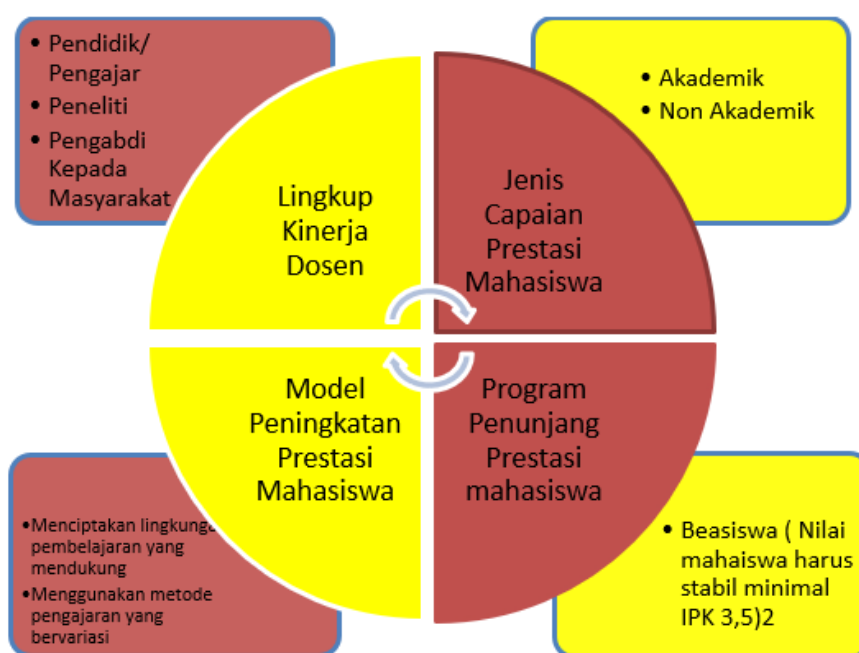 • Pendidik/
Pengajar
• Peneliti
• Pengabdi
Kepada
Masyarakat
Lingkup
Kinerja
Dosen
• Akademik
• Non Akademik
Jenis
Capaian
Prestasi
Mahasiswa
Model
Peningkatan
Prestasi
Mahasiswa
•Menciptakan
pembelajaran yang
mendukung
•Menggunakan metode
pengajaran yang
bervariasi
Program
Penunjang
Prestasi
mahasiswa
• Beasiswa ( Nilai
mahaiswa harus
stabil minimal
IPK 3,5)2